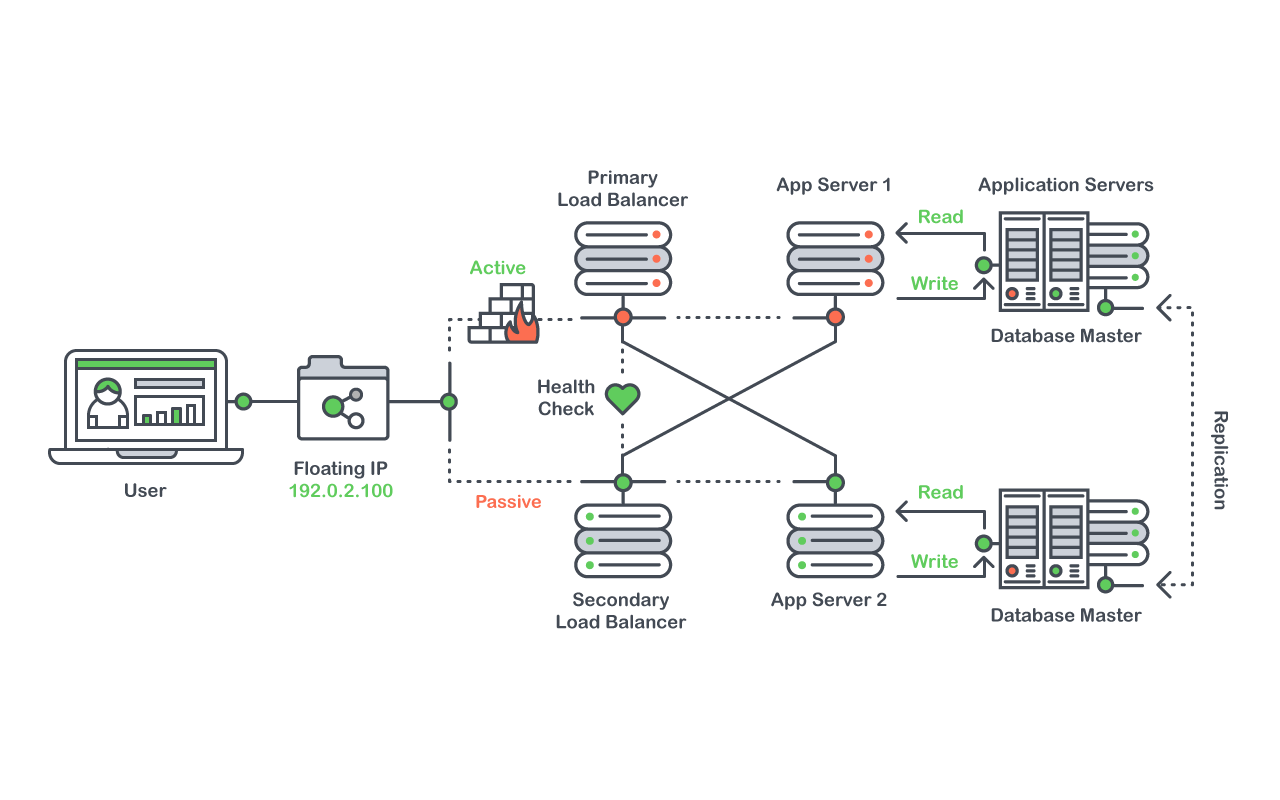 Primary
Load Balancer
App Server 1
Application Servers
Read
Write
Active
Database Master
Health
Check
User
Floating IP
192.0.2.100
Passive
Replication
Read
Write
Secondary
Load Balancer
App Server 2
Database Master